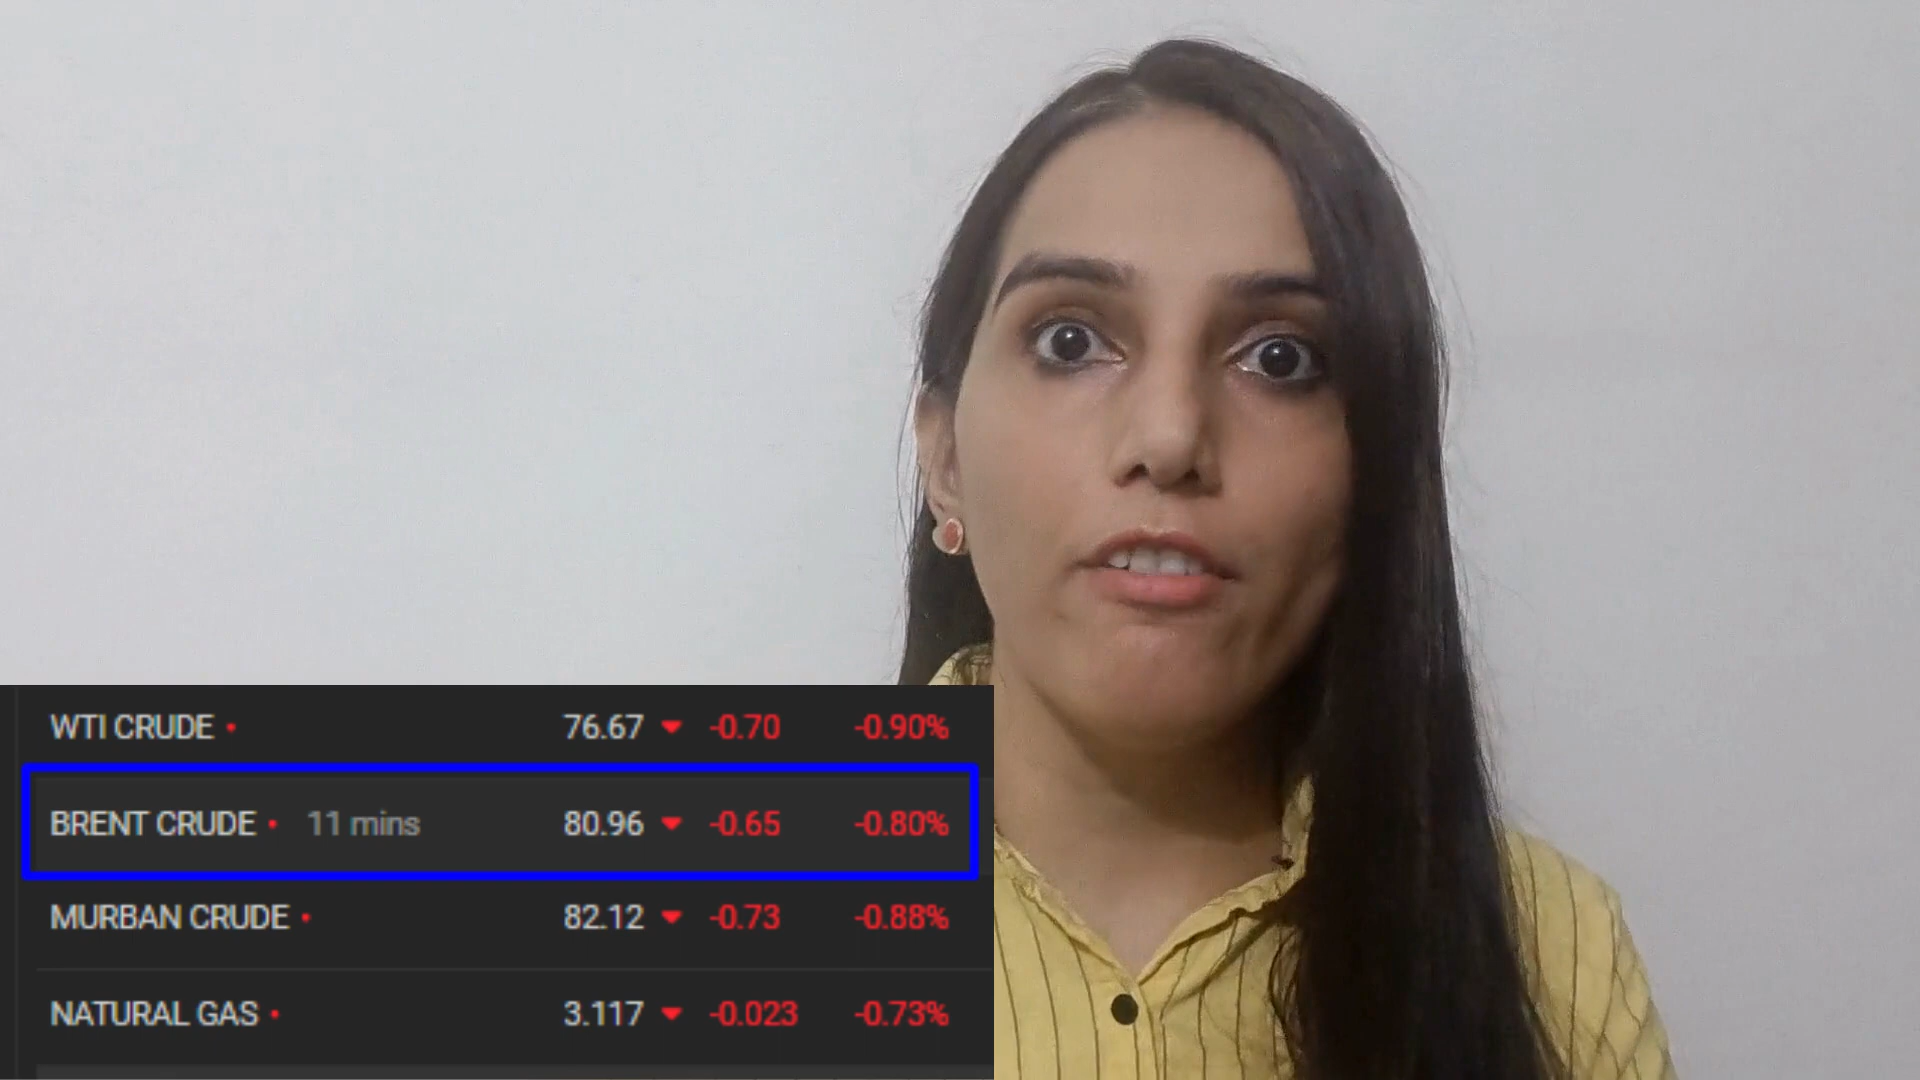 WTI CRUDE • 76.67 ▼ -0.70 -0.90%
BRENT CRUDE • 11 mins 80.96 ▼ -0.65 -0.80%
MURBAN CRUDE • 82.12 ▼ -0.73 -0.88%
NATURAL GAS • 3.117 ▼ -0.023 -0.73%